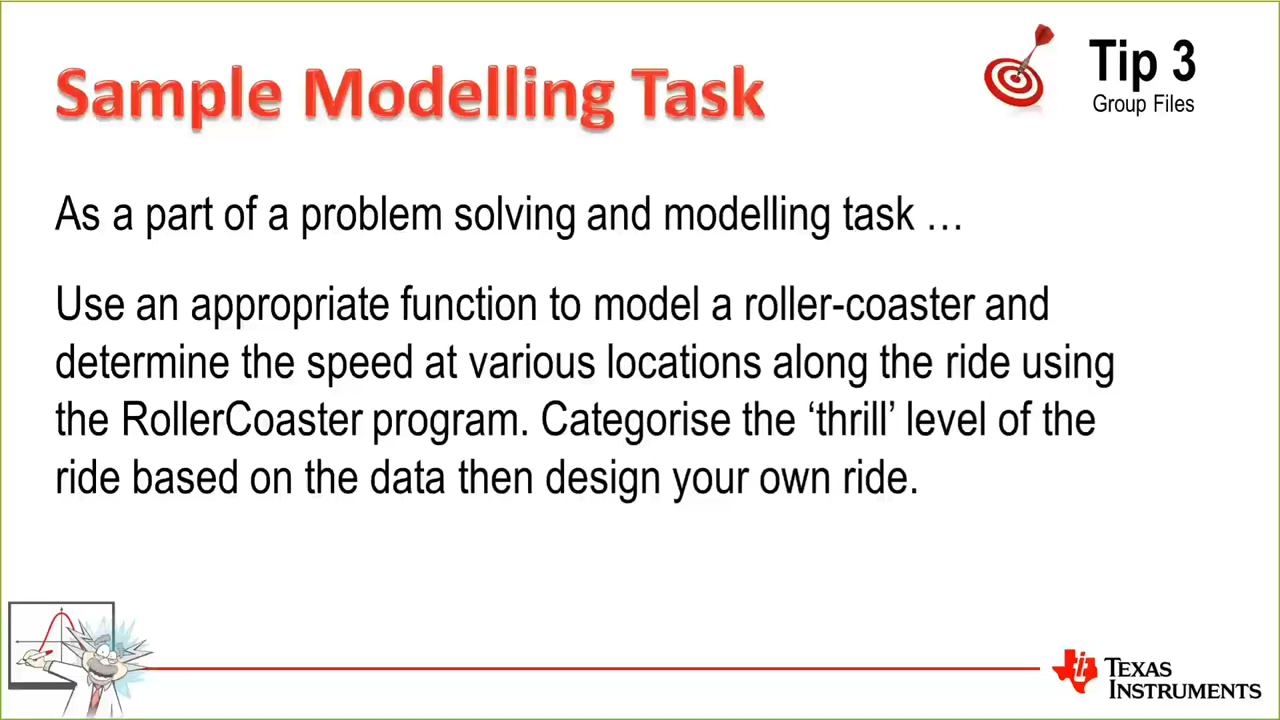 Sample Modelling Task
Tip 3
Group Files
As a part of a problem solving and modelling task …
Use an appropriate function to model a roller-coaster and
determine the speed at various locations along the ride using
the RollerCoaster program. Categorise the ‘thrill’ level of the
ride based on the data then design your own ride.
TEXAS
INSTRUMENTS